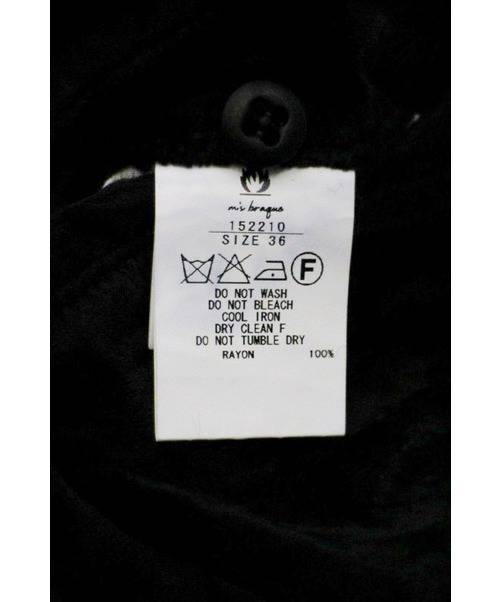 m's braque
152210
SIZE 36
F
DO NOT WASH
DO NOT BLEACH
COOL IRON
DRY CLEAN F
DO NOT TUMBLE DRY
RAYON 100%